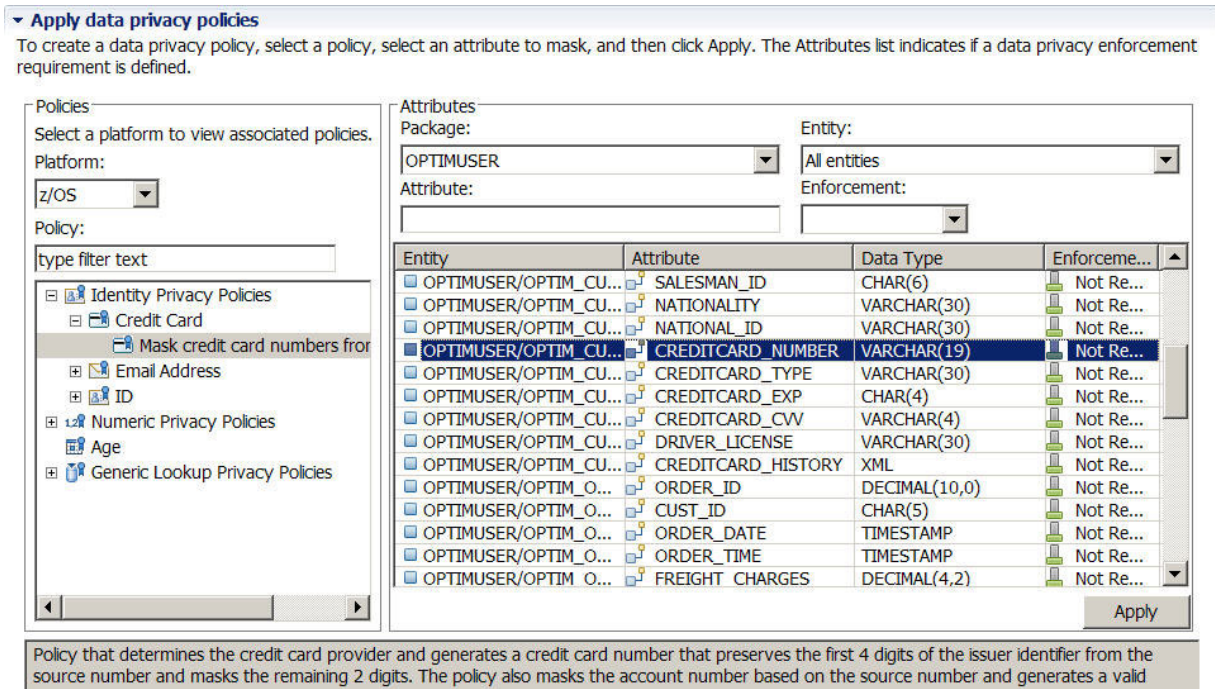 Apply data privacy policies
To create a data privacy policy, select a policy, select an attribute to mask, and then click Apply. The Attributes list indicates if a data privacy enforcement
requirement is defined.
Policies
Select a platform to view associated policies.
Platform:
z/OS
Policy:
type filter text
Identity Privacy Policies
Credit Card
Mask credit card numbers fror
Email Address
ID
Numeric Privacy Policies
Age
Generic Lookup Privacy Policies
Attributes
Package:
Entity:
OPTIMUSER
All entities
Attribute:
Enforcement:
Entity Attribute Data Type Enforceme...
OPTIMUSER/OPTIM_CU... SALESMAN_ID CHAR(6) Not Re...
OPTIMUSER/OPTIM_CU... NATIONALITY VARCHAR(30) Not Re...
OPTIMUSER/OPTIM_CU... NATIONAL_ID VARCHAR(30) Not Re...
OPTIMUSER/OPTIM_CU... CREDITCARD_NUMBER VARCHAR(19) Not Re...
OPTIMUSER/OPTIM_CU... CREDITCARD_TYPE VARCHAR(30) Not Re...
OPTIMUSER/OPTIM_CU... CREDITCARD_EXP CHAR(4) Not Re...
OPTIMUSER/OPTIM_CU... CREDITCARD_CVV VARCHAR(4) Not Re...
OPTIMUSER/OPTIM_CU... DRIVER_LICENSE VARCHAR(30) Not Re...
OPTIMUSER/OPTIM_CU... CREDITCARD_HISTORY XML Not Re...
OPTIMUSER/OPTIM_O... ORDER_ID DECIMAL(10,0) Not Re...
OPTIMUSER/OPTIM_O... CUST_ID CHAR(5) Not Re...
OPTIMUSER/OPTIM_O... ORDER_DATE TIMESTAMP Not Re...
OPTIMUSER/OPTIM_O... ORDER_TIME TIMESTAMP Not Re...
OPTIMUSER/OPTIM_O... FREIGHT_CHARGES DECIMAL(4,2) Not Re...
Apply
Policy that determines the credit card provider and generates a credit card number that preserves the first 4 digits of the issuer identifier from the
source number and masks the remaining 2 digits. The policy also masks the account number based on the source number and generates a valid